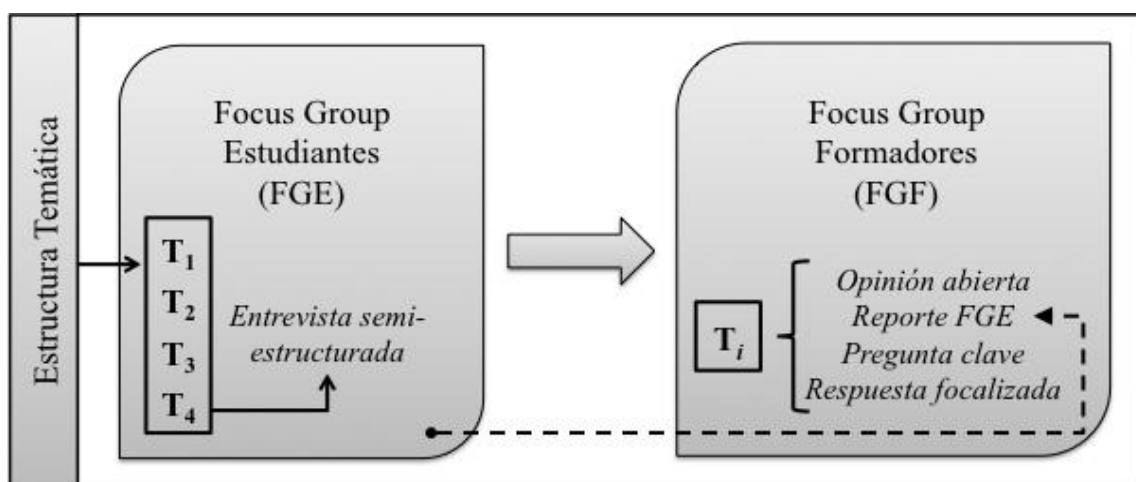 Estructura Temática
Focus Group
Estudiantes
(FGE)
T1
T2
T3
T4
Entrevista semi-
estructurada
Focus Group
Formadores
(FGF)
Ti
Opinión abierta
Reporte FGE
Pregunta clave
Respuesta focalizada